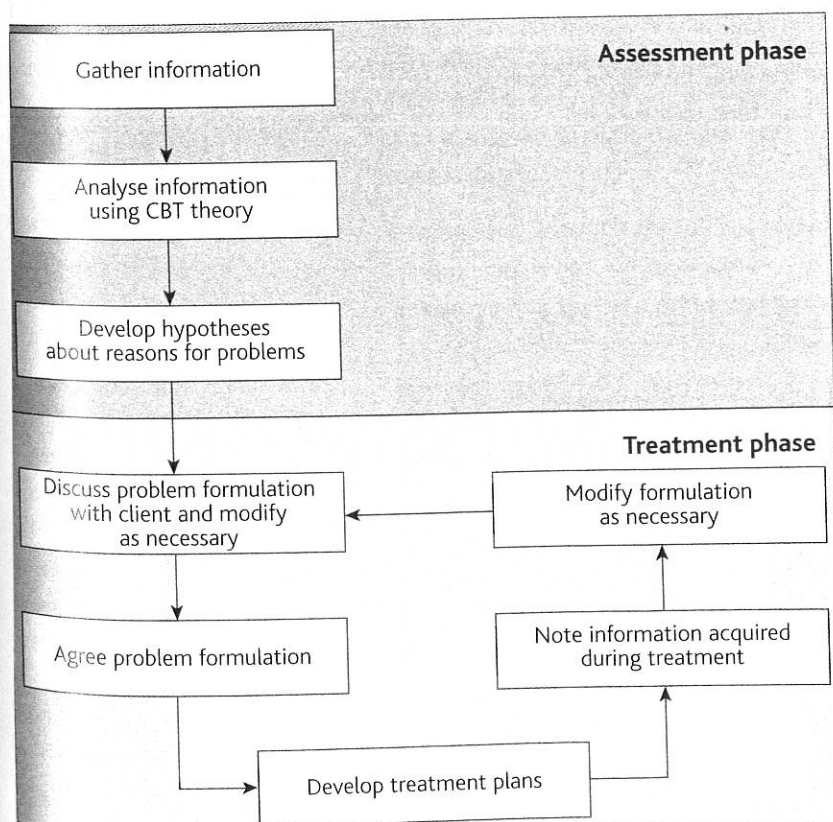 Assessment phase
Gather information
Analyse information
using CBT theory
Develop hypotheses
about reasons for problems
Treatment phase
Discuss problem formulation
with client and modify
as necessary
Modify formulation
as necessary
Agree problem formulation
Note information acquired
during treatment
Develop treatment plans